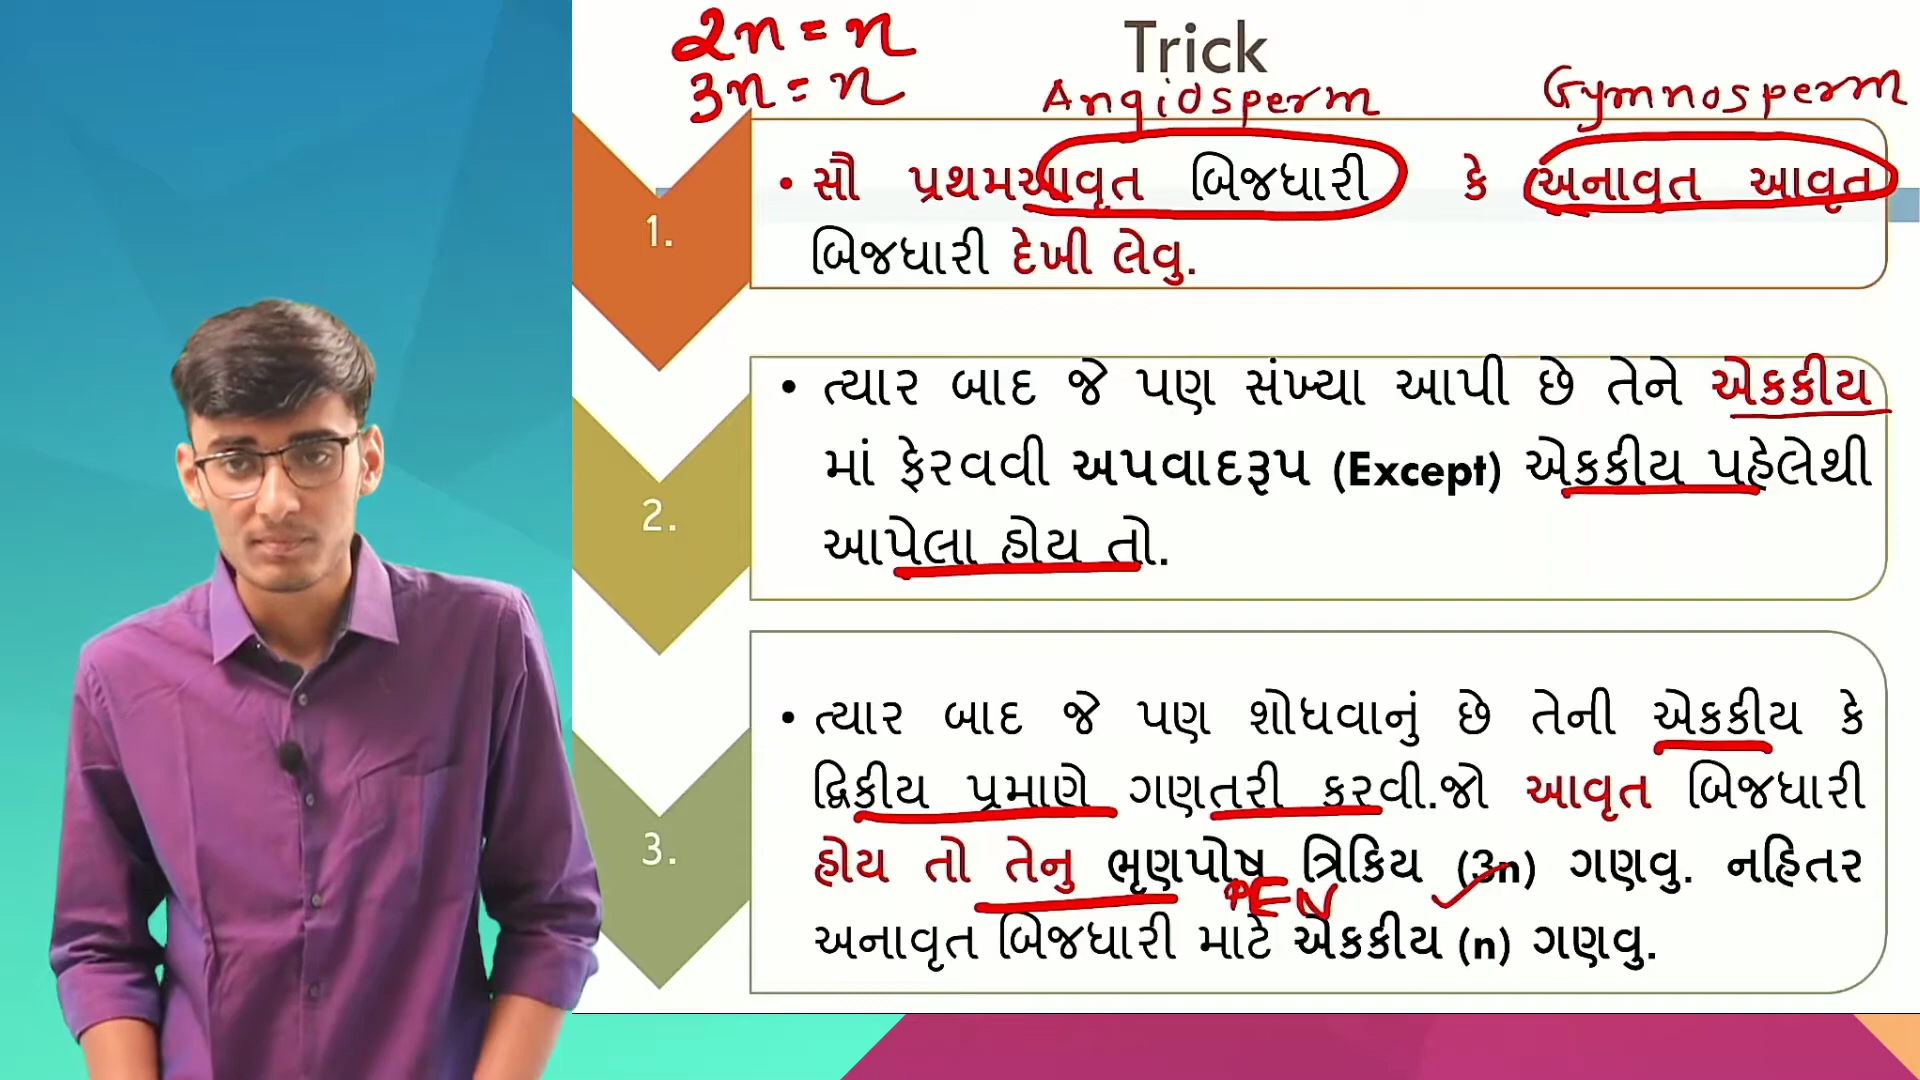 2n = n
Trick
3n = n
Angiosperm
Gymnosperm
1.
• સૌ પ્રથમઆવૃત બિજધારી કે અનાવૃત આવૃત
બિજધારી દેખી લેવુ.
2.
• ત્યાર બાદ જે પણ સંખ્યા આપી છે તેને એકકીય
માં ફેરવવી અપવાદરૂપ (Except) એકકીય પહેલેથી
આપેલા હોય તો.
3.
• ત્યાર બાદ જે પણ શોધવાનું છે તેની એકકીય કે
દ્વિકીય પ્રમાણે ગણતરી કરવી.જો આવૃત બિજધારી
હોય તો તેનુ ભૃણપોષ ત્રિકિય (3n) ગણવુ. નહિતર
PEN
અનાવૃત બિજધારી માટે એકકીય (n) ગણવુ.